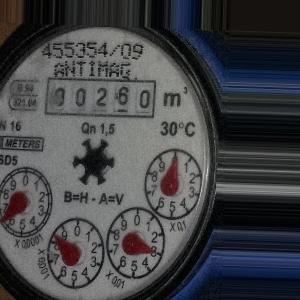 455354/09
ANTIMAG
00260 m³
N 16
Qn 1,5
30°C
METERS
SD5
B=H - A=V
X 0,1
X 0,01
X 0,001
X 0,0001